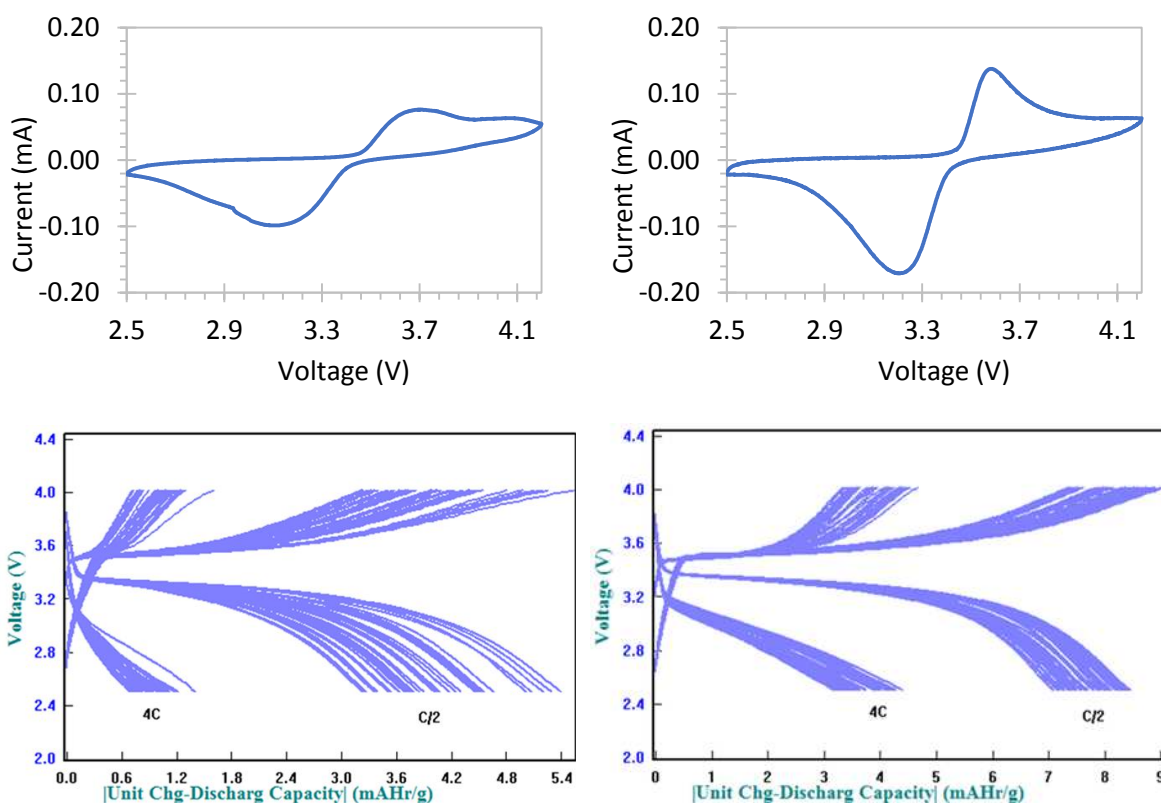 0.20
0.10
0.00
-0.10
-0.20
Current (mA)
2.5 2.9 3.3 3.7 4.1
Voltage (V)
0.20
0.10
0.00
-0.10
-0.20
Current (mA)
2.5 2.9 3.3 3.7 4.1
Voltage (V)
4.4
4.0
3.6
3.2
2.8
2.4
2.0
Voltage (V)
4C C/2
0.0 0.6 1.2 1.8 2.4 3.0 3.6 4.2 4.8 5.4
|Unit Chg-Discharg Capacity| (mAHr/g)
4.4
4.0
3.6
3.2
2.8
2.4
2.0
Voltage (V)
4C C/2
0 1 2 3 4 5 6 7 8 9
|Unit Chg-Discharg Capacity| (mAHr/g)